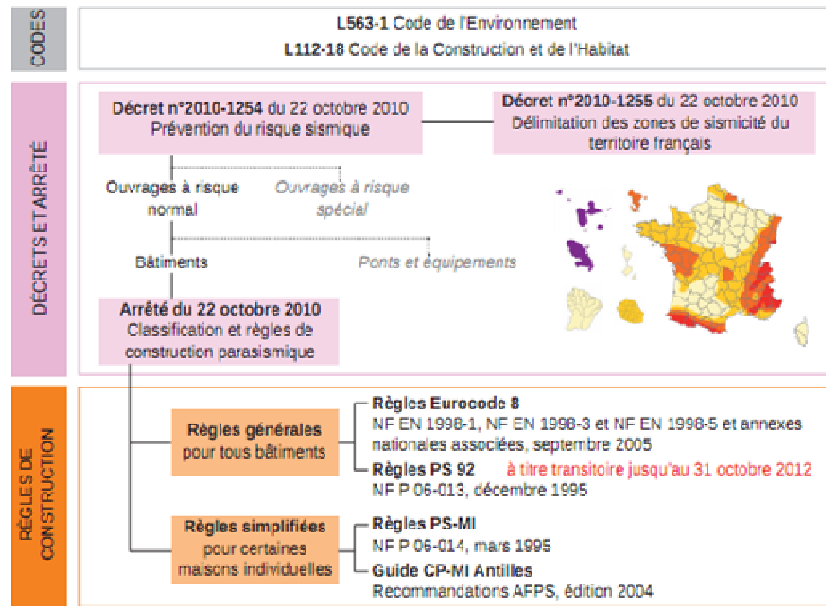 CODES
L563-1 Code de l'Environnement
L112-18 Code de la Construction et de l'Habitat
DÉCRETS ET ARRÊTÉ
Décret n°2010-1254 du 22 octobre 2010
Prévention du risque sismique
Décret n°2010-1255 du 22 octobre 2010
Délimitation des zones de sismicité du
territoire français
Ouvrages à risque
normal
Ouvrages à risque
spécial
Bâtiments
Ponts et équipements
Arrêté du 22 octobre 2010
Classification et règles de
construction parasismique
RÈGLES DE
CONSTRUCTION
Règles générales
pour tous bâtiments
Règles Eurocode 8
NF EN 1998-1, NF EN 1998-3 et NF EN 1998-5 et annexes
nationales associées, septembre 2005
Règles PS 92 à titre transitoire jusqu'au 31 octobre 2012
NF P 06-013, décembre 1995
Règles simplifiées
pour certaines
maisons individuelles
Règles PS-MI
NF P 06-014, mars 1995
Guide CP-MI Antilles
Recommandations AFPS, édition 2004